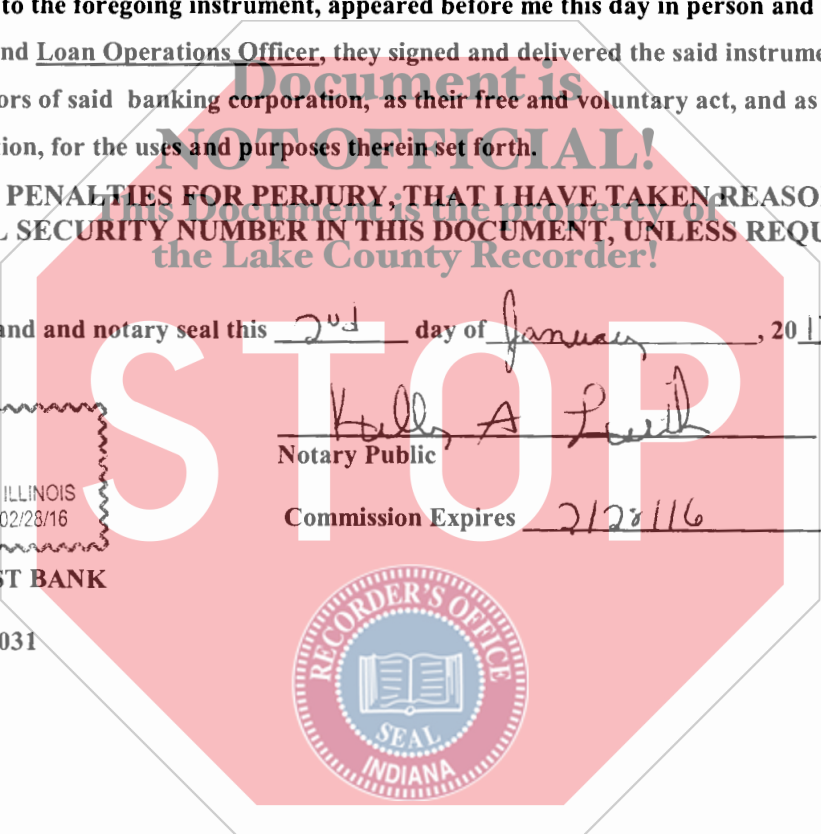 to the foregoing instrument, appeared before me this day in person and
nd Loan Operations Officer, they signed and delivered the said instrume
Document is
ors of said banking corporation, as their free and voluntary act, and as
NOT OFFICIAL!
ion, for the uses and purposes therein set forth.
PENALTIES FOR PERJURY, THAT I HAVE TAKEN REASO
This Document is the property of
L SECURITY NUMBER IN THIS DOCUMENT, UNLESS REQU
the Lake County Recorder!
and and notary seal this 2nd day of January, 201
STOP
Kelly A
Notary Public
ILLINOIS
02/28/16
Commission Expires 2/28/16
ST BANK
031
RECORDER'S OFFICE
SEAL
INDIANA